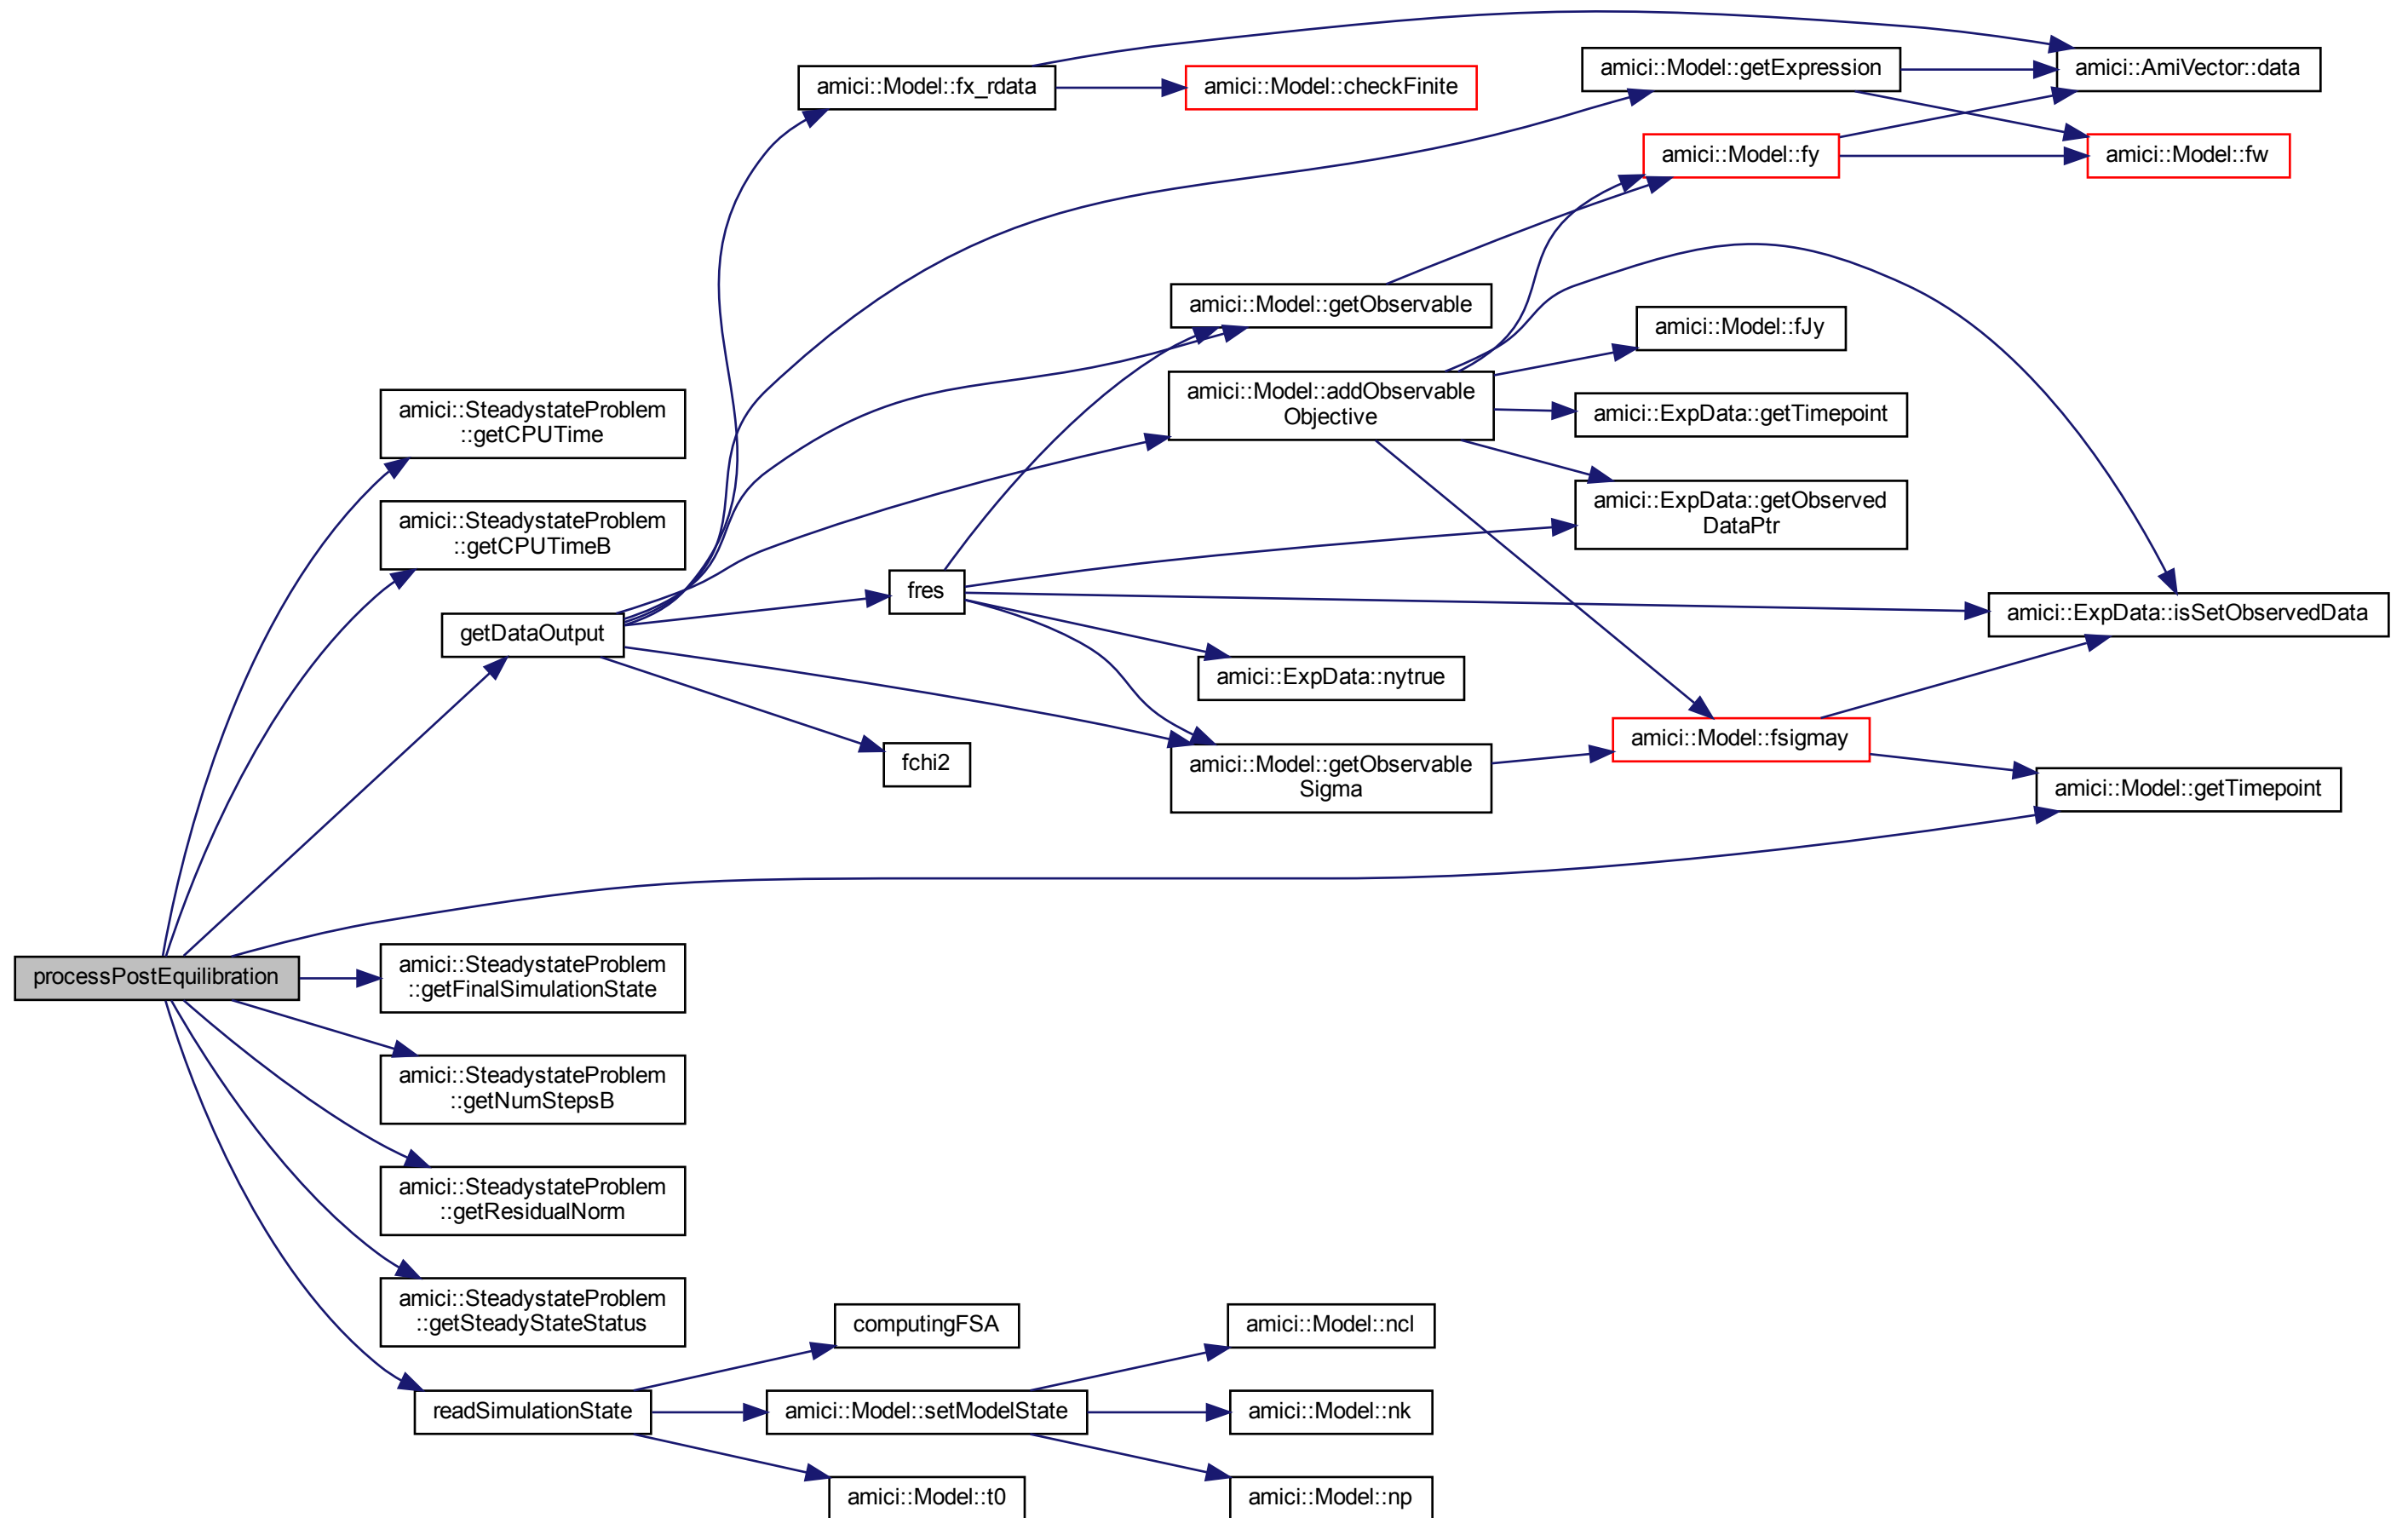 amici::Model::fx_rdata
amici::Model::checkFinite
amici::Model::getExpression
amici::AmiVector::data
amici::Model::fy
amici::Model::fw
amici::Model::getObservable
amici::Model::fJy
amici::SteadystateProblem
::getCPUTime
amici::Model::addObservable
Objective
amici::ExpData::getTimepoint
amici::SteadystateProblem
::getCPUTimeB
amici::ExpData::getObserved
DataPtr
fres
amici::ExpData::isSetObservedData
getDataOutput
amici::ExpData::nytrue
amici::Model::fsigmay
fchi2
amici::Model::getObservable
Sigma
amici::Model::getTimepoint
processPostEquilibration
amici::SteadystateProblem
::getFinalSimulationState
amici::SteadystateProblem
::getNumStepsB
amici::SteadystateProblem
::getResidualNorm
amici::SteadystateProblem
::getSteadyStateStatus
computingFSA
amici::Model::ncl
readSimulationState
amici::Model::setModelState
amici::Model::nk
amici::Model::t0
amici::Model::np